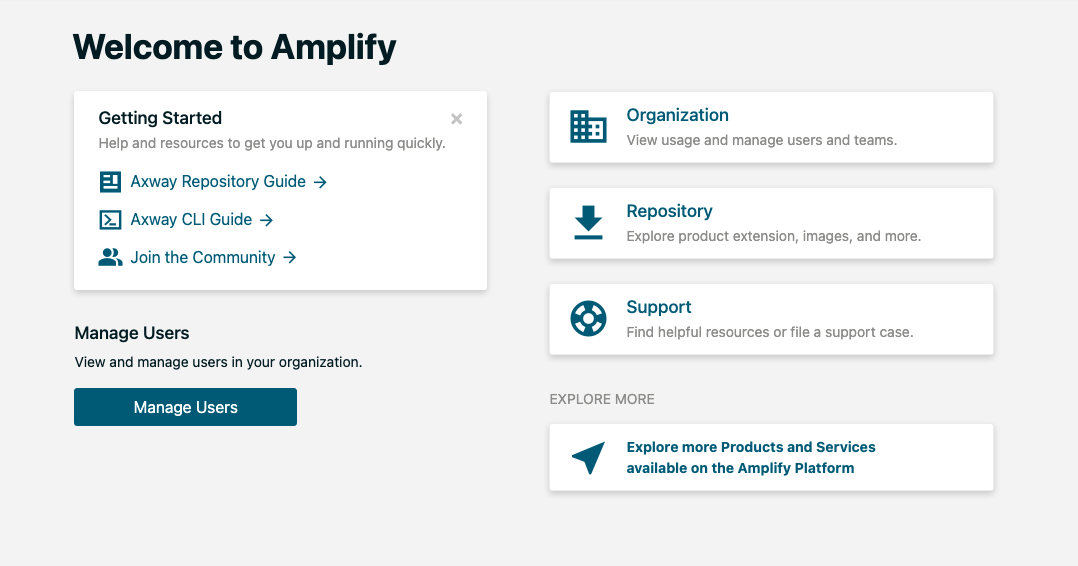 Welcome to Amplify
Getting Started
Help and resources to get you up and running quickly.
Axway Repository Guide
Axway CLI Guide
Join the Community
Manage Users
View and manage users in your organization.
Manage Users
Organization
View usage and manage users and teams.
Repository
Explore product extension, images, and more.
Support
Find helpful resources or file a support case.
EXPLORE MORE
Explore more Products and Services
available on the Amplify Platform